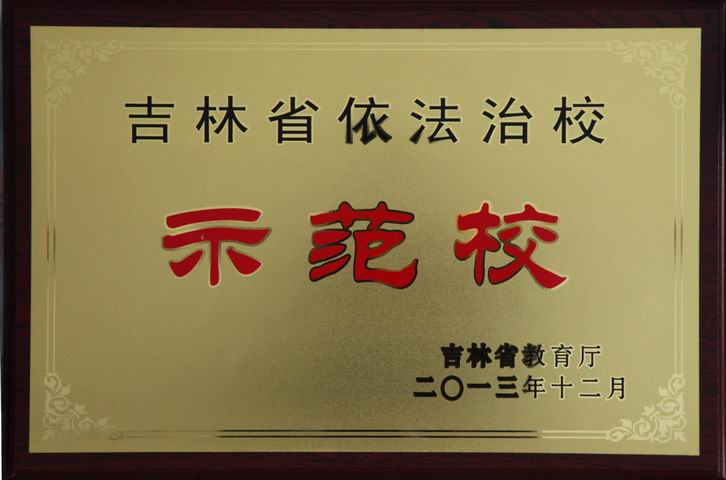 吉林省依法治校
示范校
吉林省教育厅
二〇一三年十二月